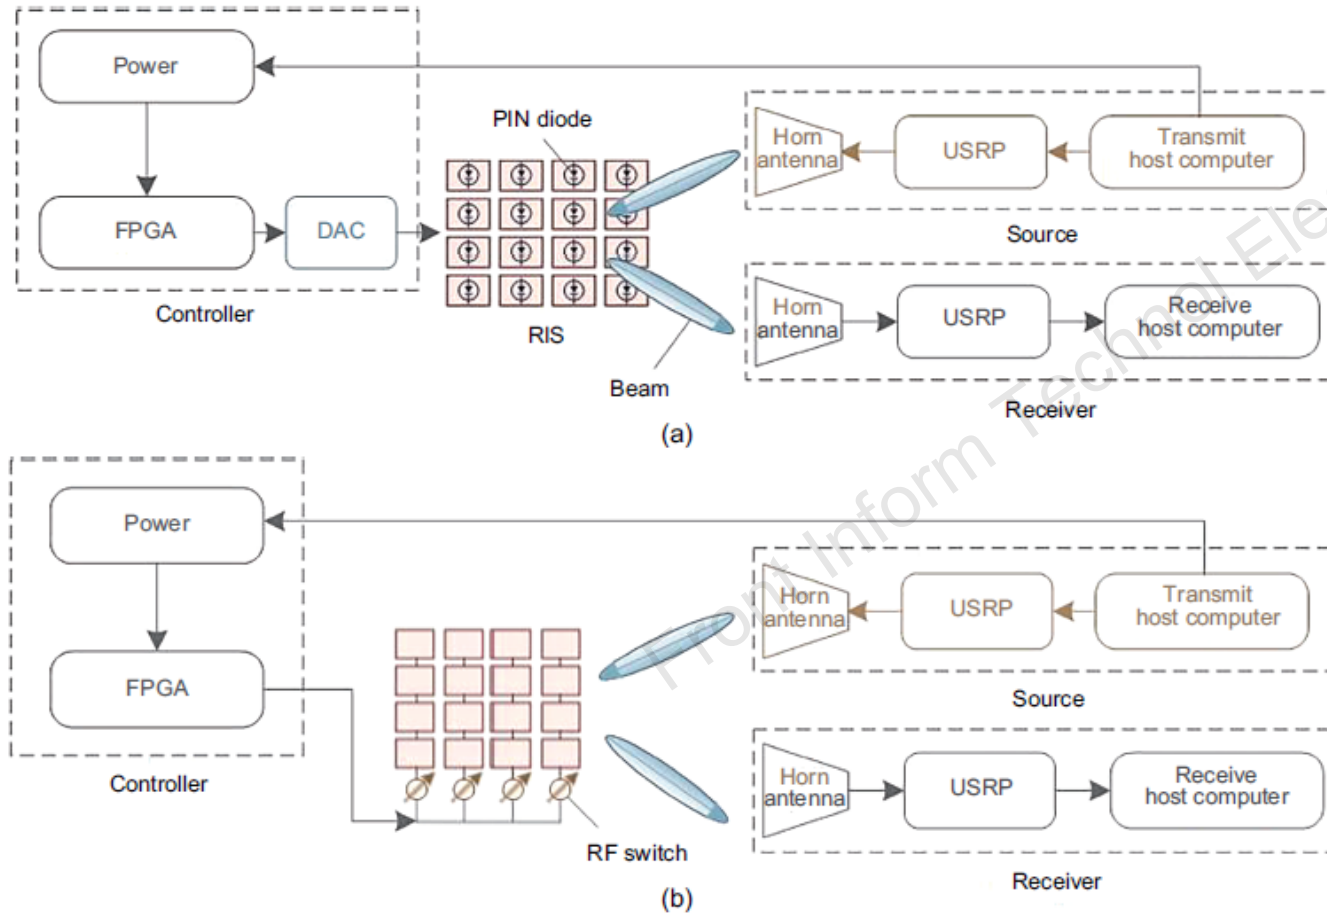 Power
PIN diode
Horn
antenna
USRP
Transmit
host computer
FPGA
DAC
Source
Controller
RIS
Horn
antenna
USRP
Receive
host computer
Beam
Receiver
(a)
Power
Horn
antenna
USRP
Transmit
host computer
FPGA
Source
Controller
Horn
antenna
USRP
Receive
host computer
RF switch
Receiver
(b)
Front Inform Technol Ele